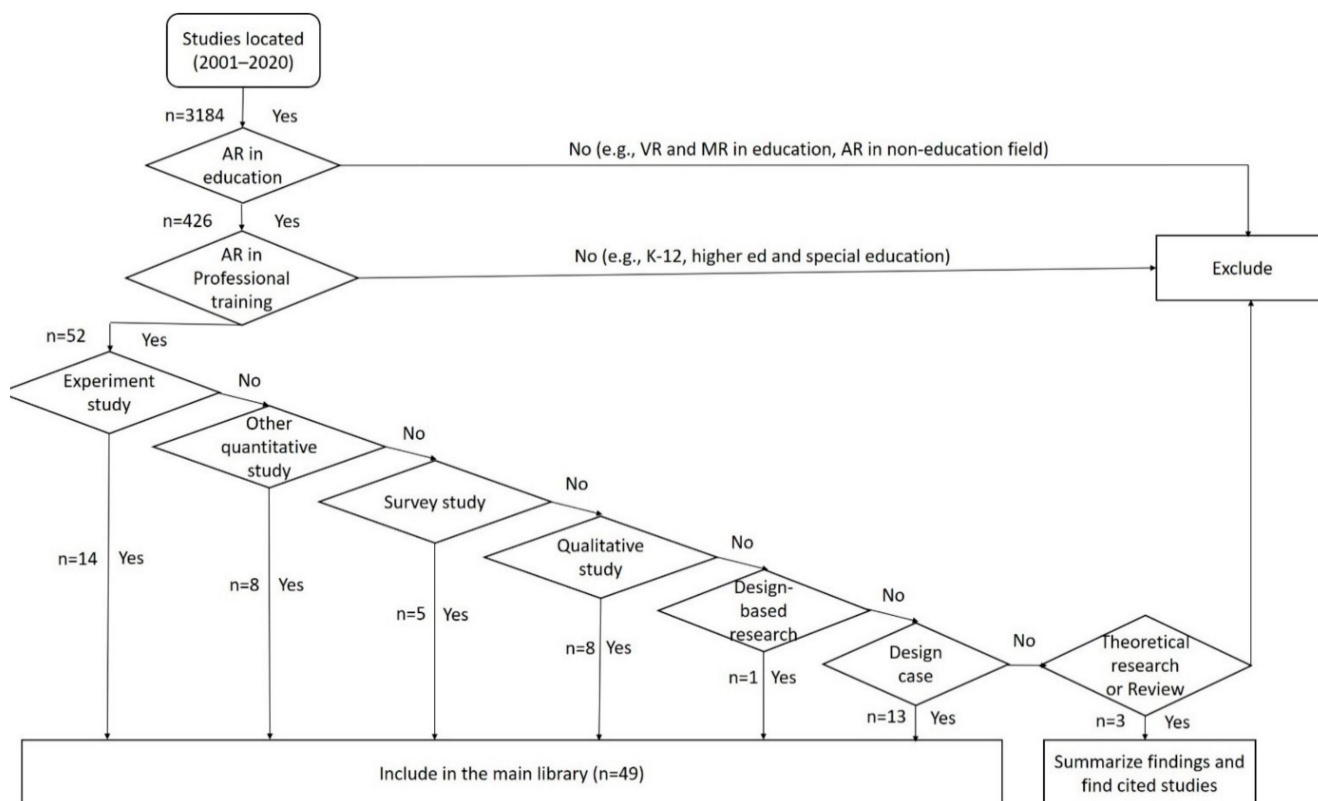 Studies located
(2001–2020)
n=3184
Yes
AR in
education
No (e.g., VR and MR in education, AR in non-education field)
n=426
Yes
AR in
Professional
training
No (e.g., K-12, higher ed and special education)
Exclude
n=52
Yes
Experiment
study
No
Other
quantitative
study
No
Survey study
No
Qualitative
study
No
Design-
based
research
No
Design
case
No
Theoretical
research
or Review
n=14
Yes
n=8
Yes
n=5
Yes
n=8
Yes
n=1
Yes
n=13
Yes
n=3
Yes
Include in the main library (n=49)
Summarize findings and
find cited studies